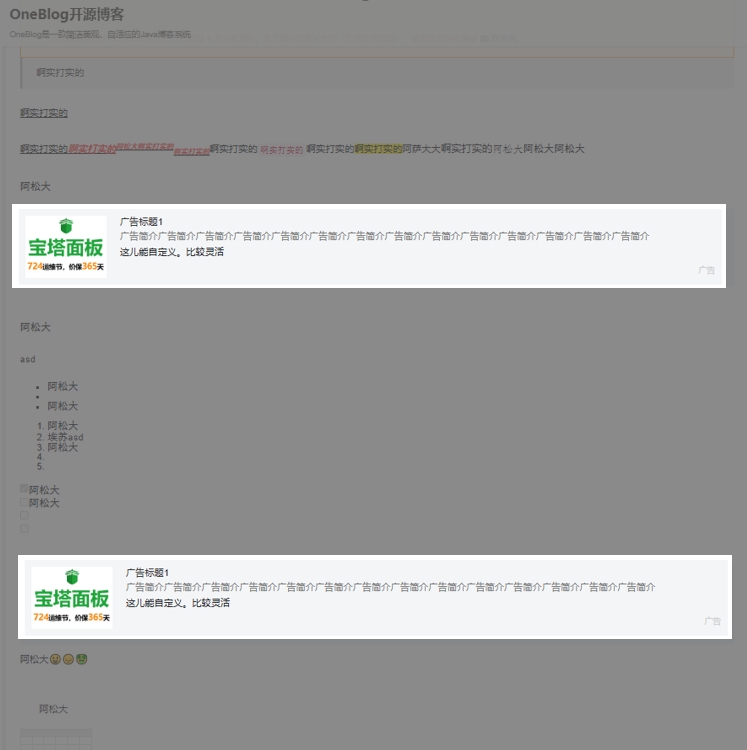 OneBlog开源博客
OneBlog是一款简洁美观、自适应的Java博客系统
啊实打实的
啊实打实的
啊实打实的啊实打实的阿松大啊实打实的啊实打实的啊实打实的 啊实打实的 啊实打实的啊实打实的阿萨大大啊实打实的阿松大阿松大阿松大
阿松大
宝塔面板
724运维节，价保365天
广告标题1
广告简介广告简介广告简介广告简介广告简介广告简介广告简介广告简介广告简介广告简介广告简介广告简介广告简介广告简介
这儿能自定义。比较灵活
广告
阿松大
asd
• 阿松大
•
• 阿松大
1. 阿松大
2. 埃苏asd
3. 阿松大
4.
5.
阿松大
阿松大
宝塔面板
724运维节，价保365天
广告标题1
广告简介广告简介广告简介广告简介广告简介广告简介广告简介广告简介广告简介广告简介广告简介广告简介广告简介广告简介
这儿能自定义。比较灵活
广告
阿松大
阿松大